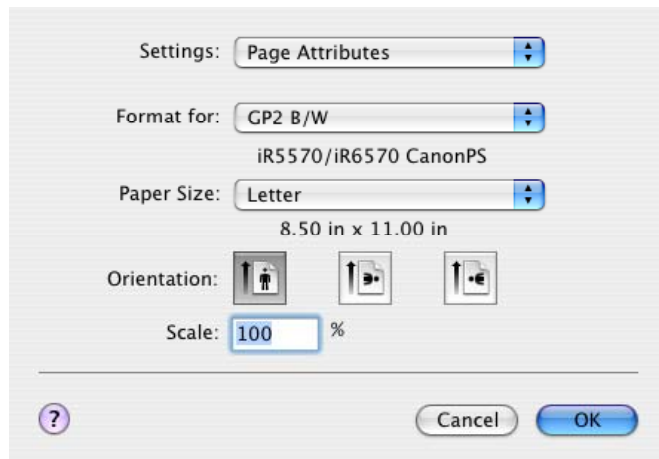 Settings: Page Attributes
Format for: GP2 B/W
iR5570/iR6570 CanonPS
Paper Size: Letter
8.50 in x 11.00 in
Orientation:
Scale: 100 %
? Cancel OK